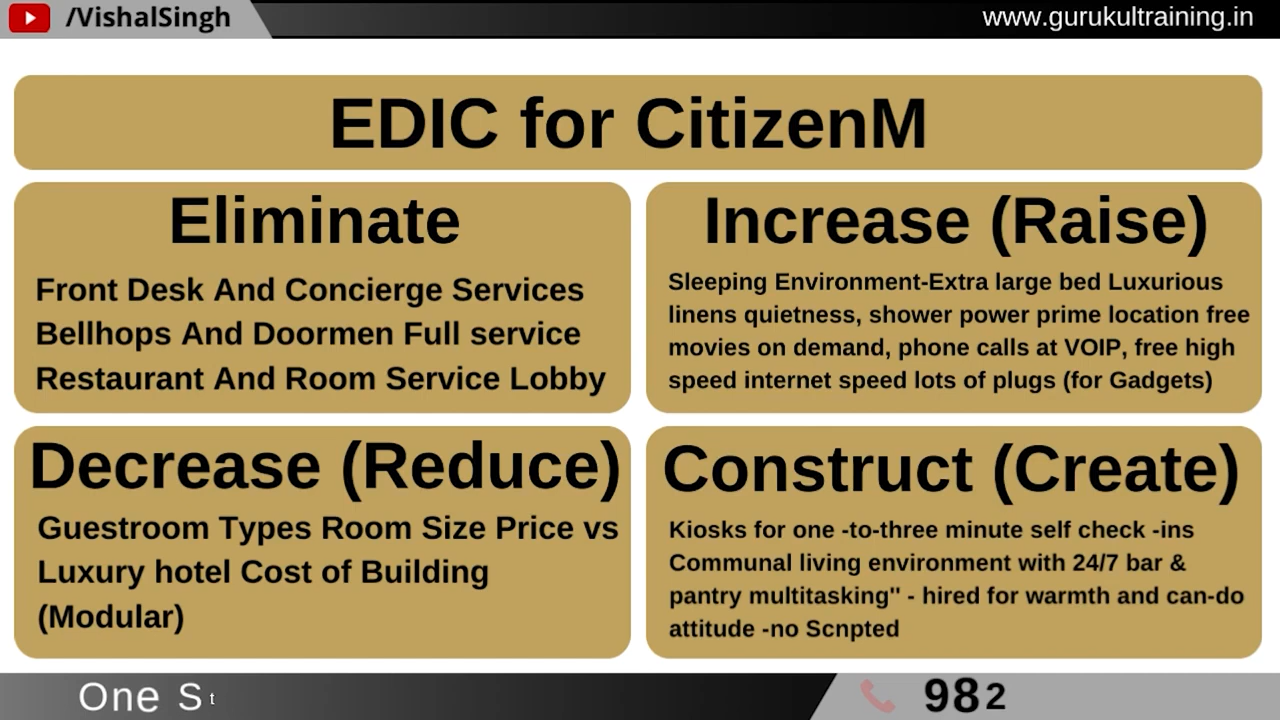 /VishalSingh
www.gurukultraining.in
EDIC for CitizenM
Eliminate
Front Desk And Concierge Services
Bellhops And Doormen Full service
Restaurant And Room Service Lobby
Increase (Raise)
Sleeping Environment-Extra large bed Luxurious
linens quietness, shower power prime location free
movies on demand, phone calls at VOIP, free high
speed internet speed lots of plugs (for Gadgets)
Decrease (Reduce)
Guestroom Types Room Size Price vs
Luxury hotel Cost of Building
(Modular)
Construct (Create)
Kiosks for one -to-three minute self check -ins
Communal living environment with 24/7 bar &
pantry multitasking" - hired for warmth and can-do
attitude -no Scnpted
One St
982